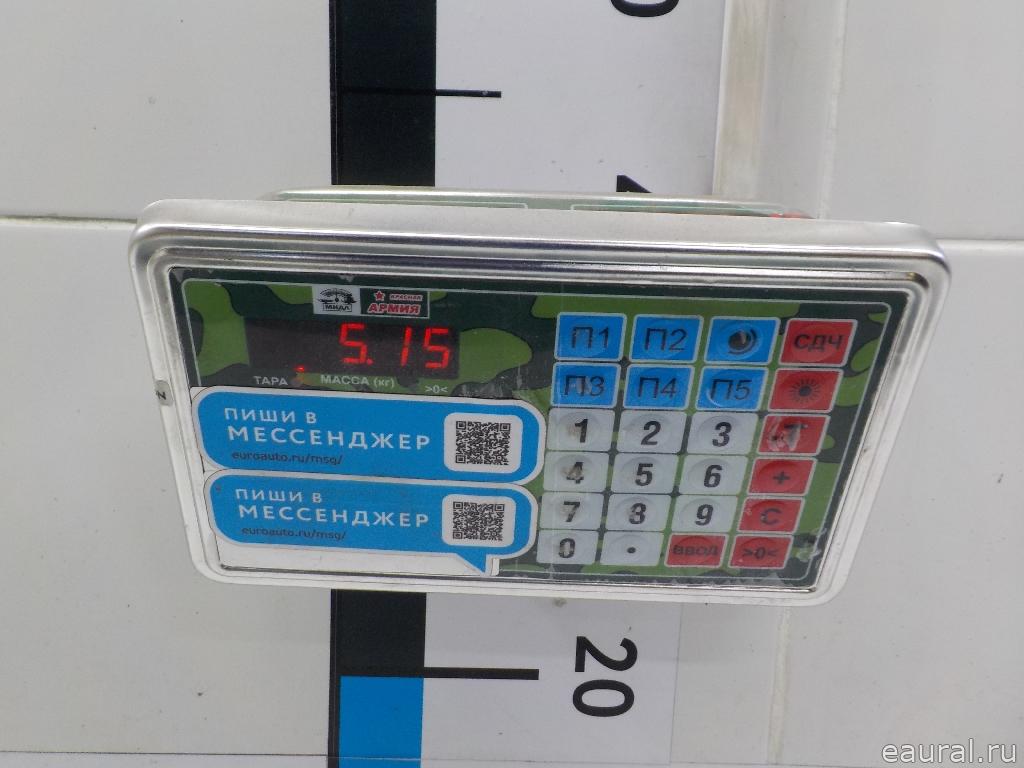 МИДЛ
КРАСНАЯ
АРМИЯ
5.15
ТАРА МАССА (кг) >0<
П1 П2 СДЧ
П3 П4 П5
1 2 3 Т
4 5 6 +
7 8 9 C
0 . ВВОД >0<
ПИШИ В
МЕССЕНДЖЕР
euroauto.ru/msg/
ПИШИ В
МЕССЕНДЖЕР
euroauto.ru/msg/
N
20
eaural.ru